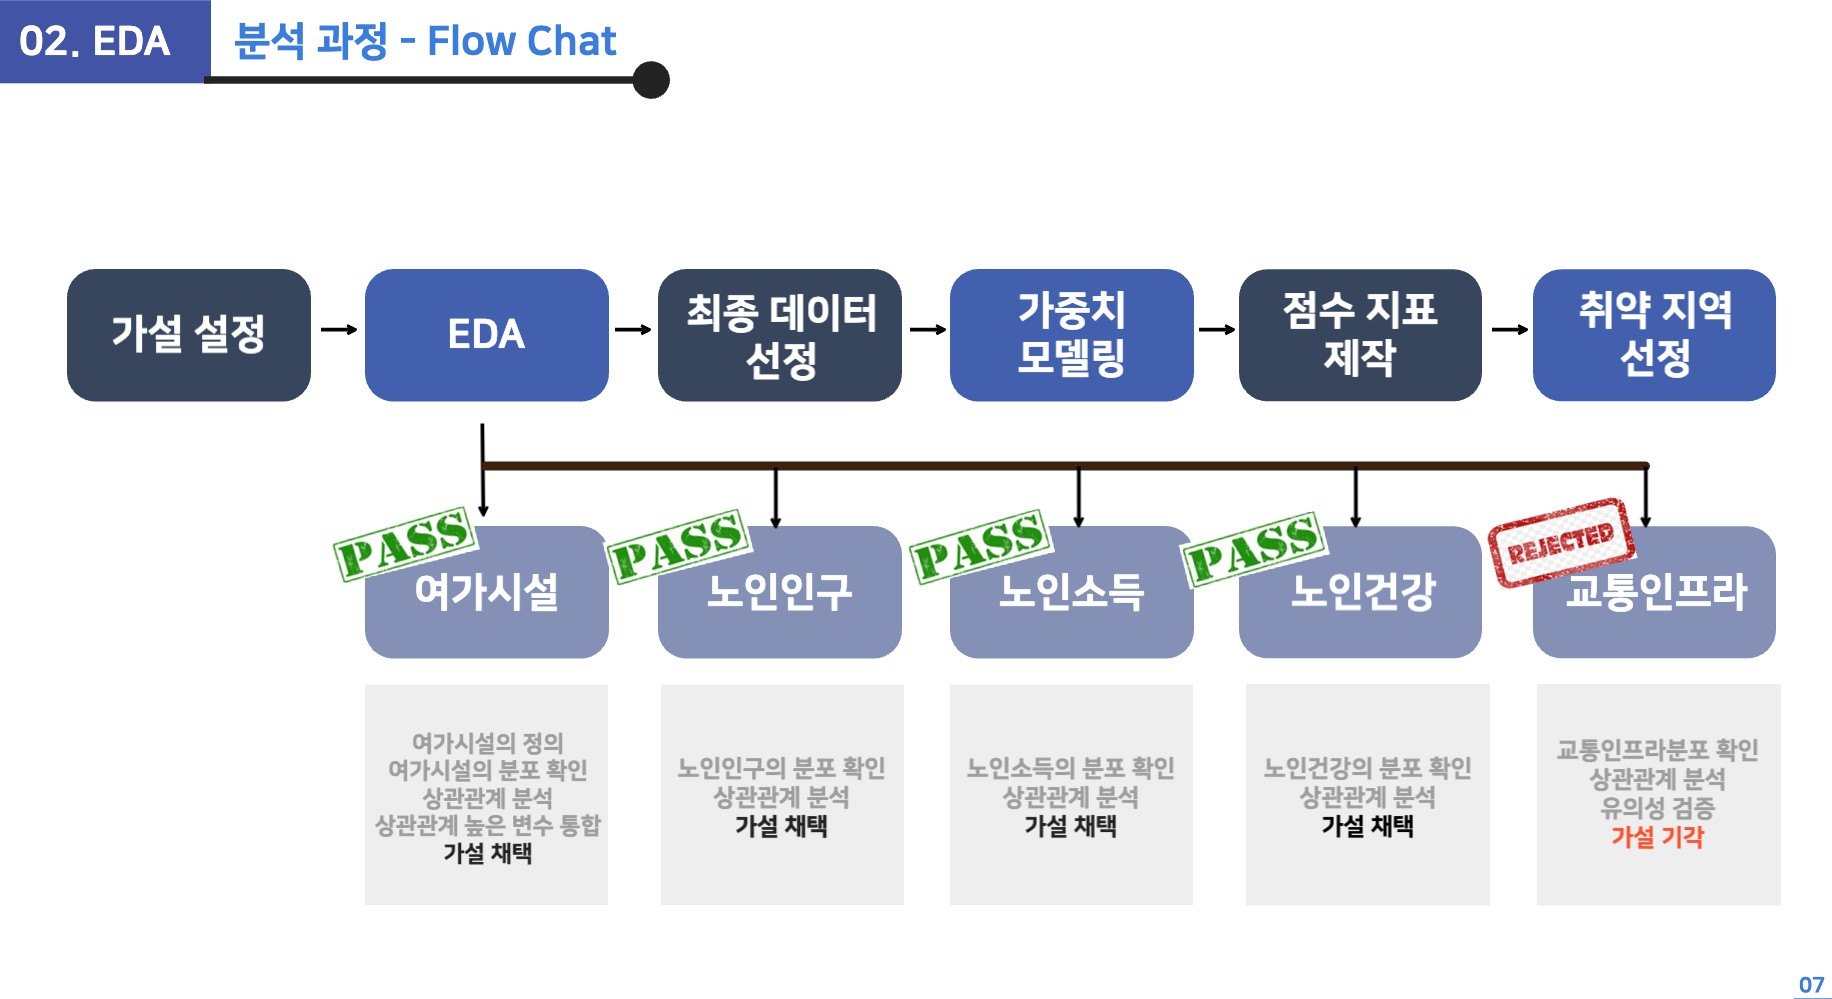 02. EDA
분석 과정 - Flow Chat
가설 설정
EDA
최종 데이터
선정
가중치
모델링
점수 지표
제작
취약 지역
선정
PASS
여가시설
PASS
노인인구
PASS
노인소득
PASS
노인건강
REJECTED
교통인프라
여가시설의 정의
여가시설의 분포 확인
상관관계 분석
상관관계 높은 변수 통합
가설 채택
노인인구의 분포 확인
상관관계 분석
가설 채택
노인소득의 분포 확인
상관관계 분석
가설 채택
노인건강의 분포 확인
상관관계 분석
가설 채택
교통인프라분포 확인
상관관계 분석
유의성 검증
가설 기각
07